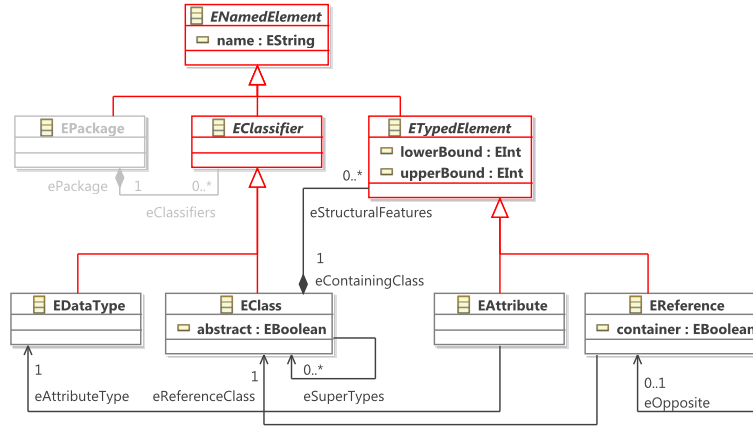 ENamedElement
name : EString
EPackage
EClassifier
ETypedElement
lowerBound : EInt
upperBound : EInt
ePackage
1
0..*
eClassifiers
0..*
eStructuralFeatures
1
eContainingClass
EDataType
EClass
abstract : EBoolean
EAttribute
EReference
container : EBoolean
1
eAttributeType
1
eReferenceClass
0..*
eSuperTypes
0..1
eOpposite